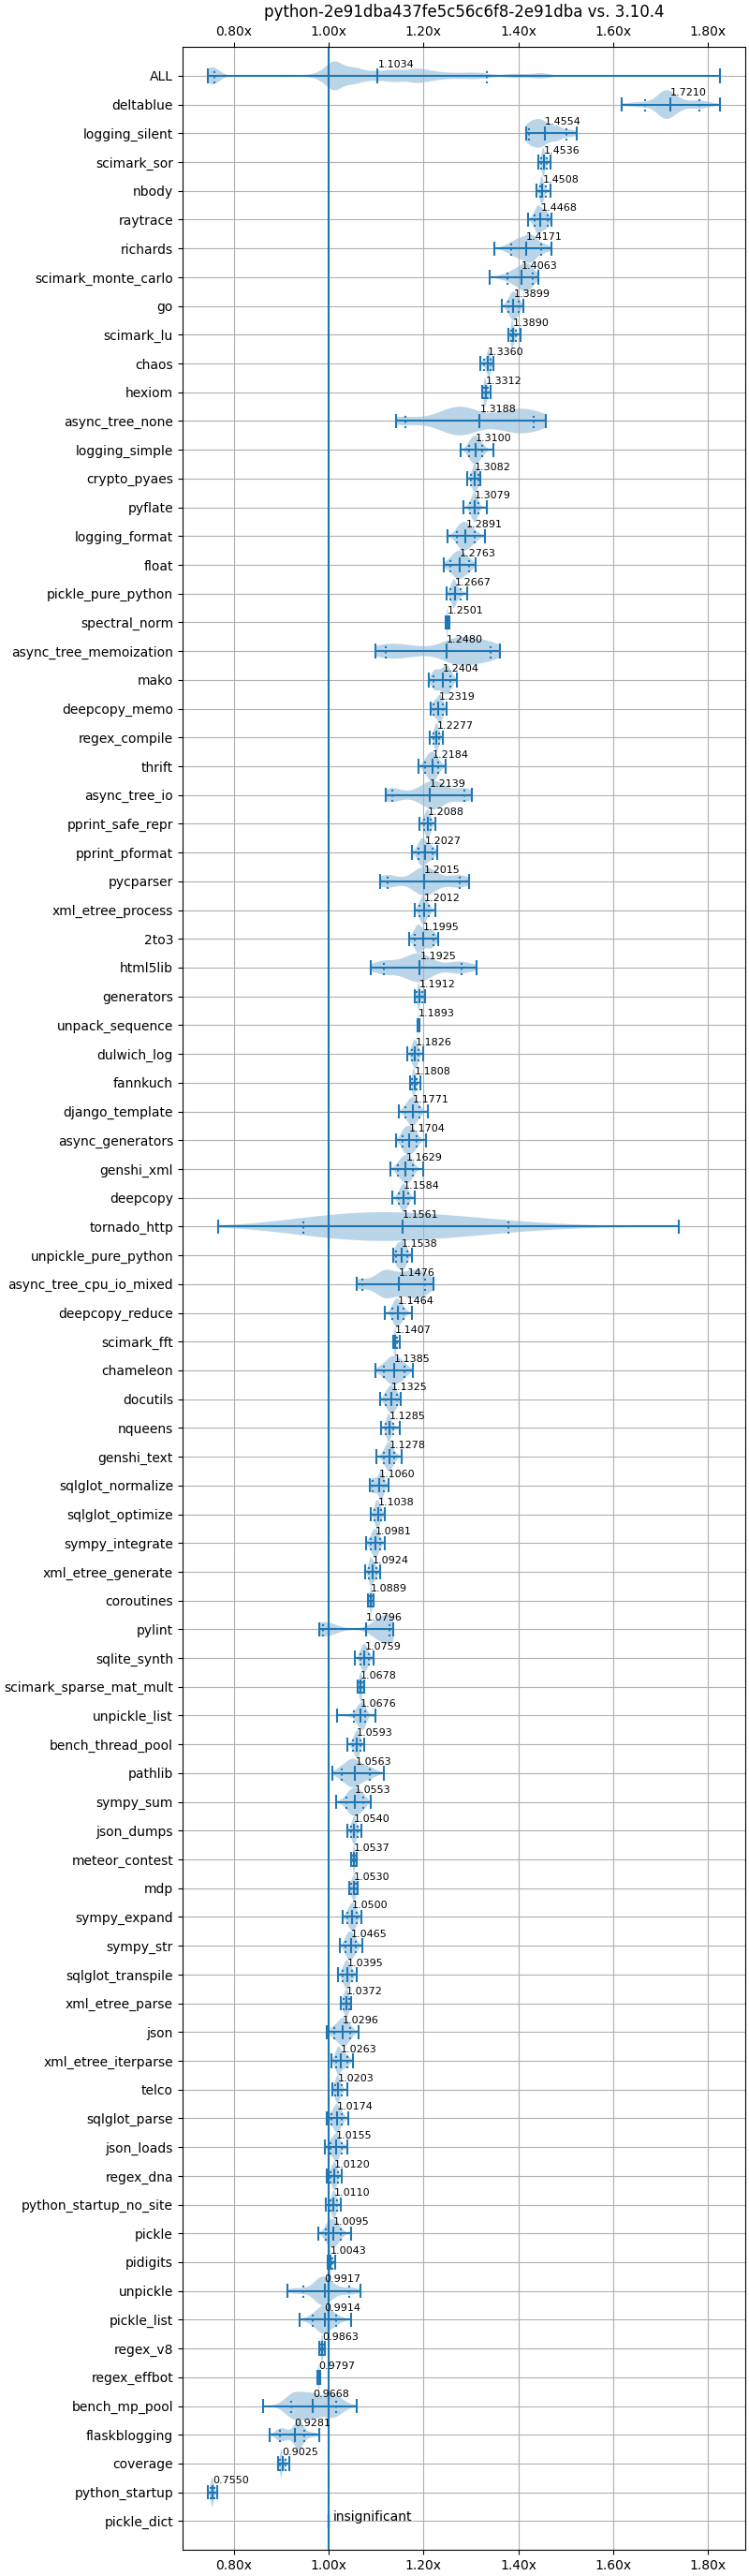 python-2e91dba437fe5c56c6f8-2e91dba vs. 3.10.4
0.80x 1.00x 1.20x 1.40x 1.60x 1.80x
ALL 1.1034
deltablue 1.7210
logging_silent 1.4554
scimark_sor 1.4536
nbody 1.4508
raytrace 1.4468
richards 1.4171
scimark_monte_carlo 1.4063
go 1.3899
scimark_lu 1.3890
chaos 1.3360
hexiom 1.3312
async_tree_none 1.3188
logging_simple 1.3100
crypto_pyaes 1.3082
pyflate 1.3079
logging_format 1.2891
float 1.2763
pickle_pure_python 1.2667
spectral_norm 1.2501
async_tree_memoization 1.2480
mako 1.2404
deepcopy_memo 1.2319
regex_compile 1.2277
thrift 1.2184
async_tree_io 1.2139
pprint_safe_repr 1.2088
pprint_pformat 1.2027
pycparser 1.2015
xml_etree_process 1.2012
2to3 1.1995
html5lib 1.1925
generators 1.1912
unpack_sequence 1.1893
dulwich_log 1.1826
fannkuch 1.1808
django_template 1.1771
async_generators 1.1704
genshi_xml 1.1629
deepcopy 1.1584
tornado_http 1.1561
unpickle_pure_python 1.1538
async_tree_cpu_io_mixed 1.1476
deepcopy_reduce 1.1464
scimark_fft 1.1407
chameleon 1.1385
docutils 1.1325
nqueens 1.1285
genshi_text 1.1278
sqlglot_normalize 1.1060
sqlglot_optimize 1.1038
sympy_integrate 1.0981
xml_etree_generate 1.0924
coroutines 1.0889
pylint 1.0796
sqlite_synth 1.0759
scimark_sparse_mat_mult 1.0678
unpickle_list 1.0676
bench_thread_pool 1.0593
pathlib 1.0563
sympy_sum 1.0553
json_dumps 1.0540
meteor_contest 1.0537
mdp 1.0530
sympy_expand 1.0500
sympy_str 1.0465
sqlglot_transpile 1.0395
xml_etree_parse 1.0372
json 1.0296
xml_etree_iterparse 1.0263
telco 1.0203
sqlglot_parse 1.0174
json_loads 1.0155
regex_dna 1.0120
python_startup_no_site 1.0110
pickle 1.0095
pidigits 1.0043
unpickle 0.9917
pickle_list 0.9914
regex_v8 0.9863
regex_effbot 0.9797
bench_mp_pool 0.9668
flaskblogging 0.9281
coverage 0.9025
python_startup 0.7550
pickle_dict insignificant
0.80x 1.00x 1.20x 1.40x 1.60x 1.80x